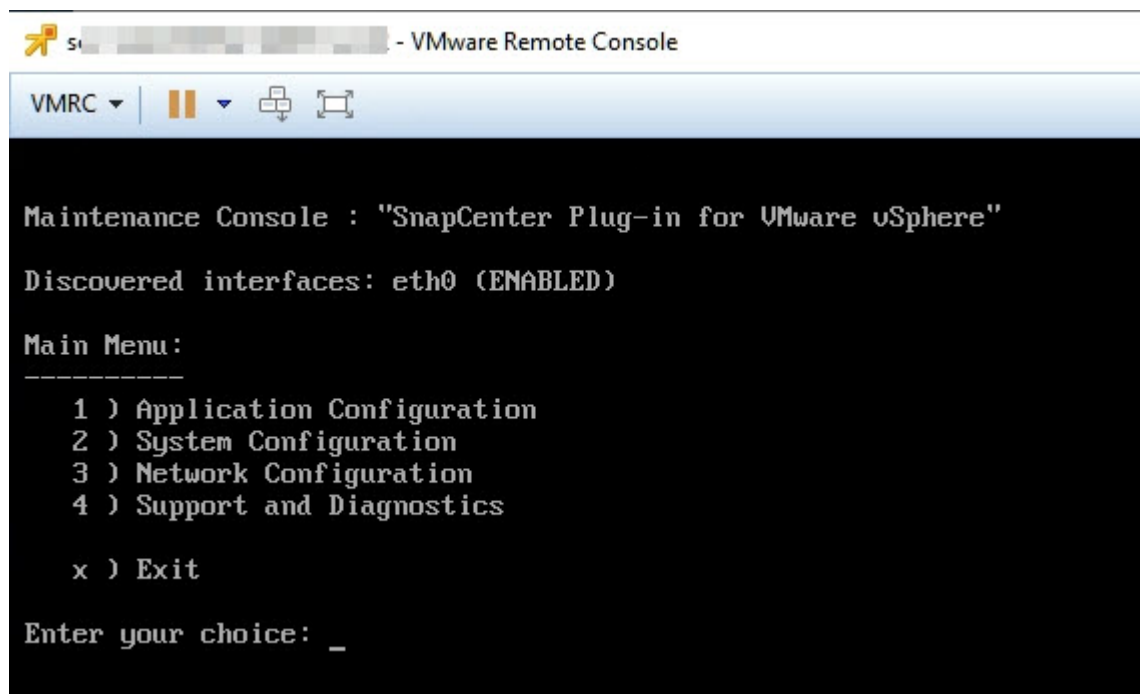 - VMware Remote Console
VMRC
Maintenance Console : "SnapCenter Plug-in for VMware vSphere"
Discovered interfaces: eth0 (ENABLED)
Main Menu:
----------
1 ) Application Configuration
2 ) System Configuration
3 ) Network Configuration
4 ) Support and Diagnostics
x ) Exit
Enter your choice: _